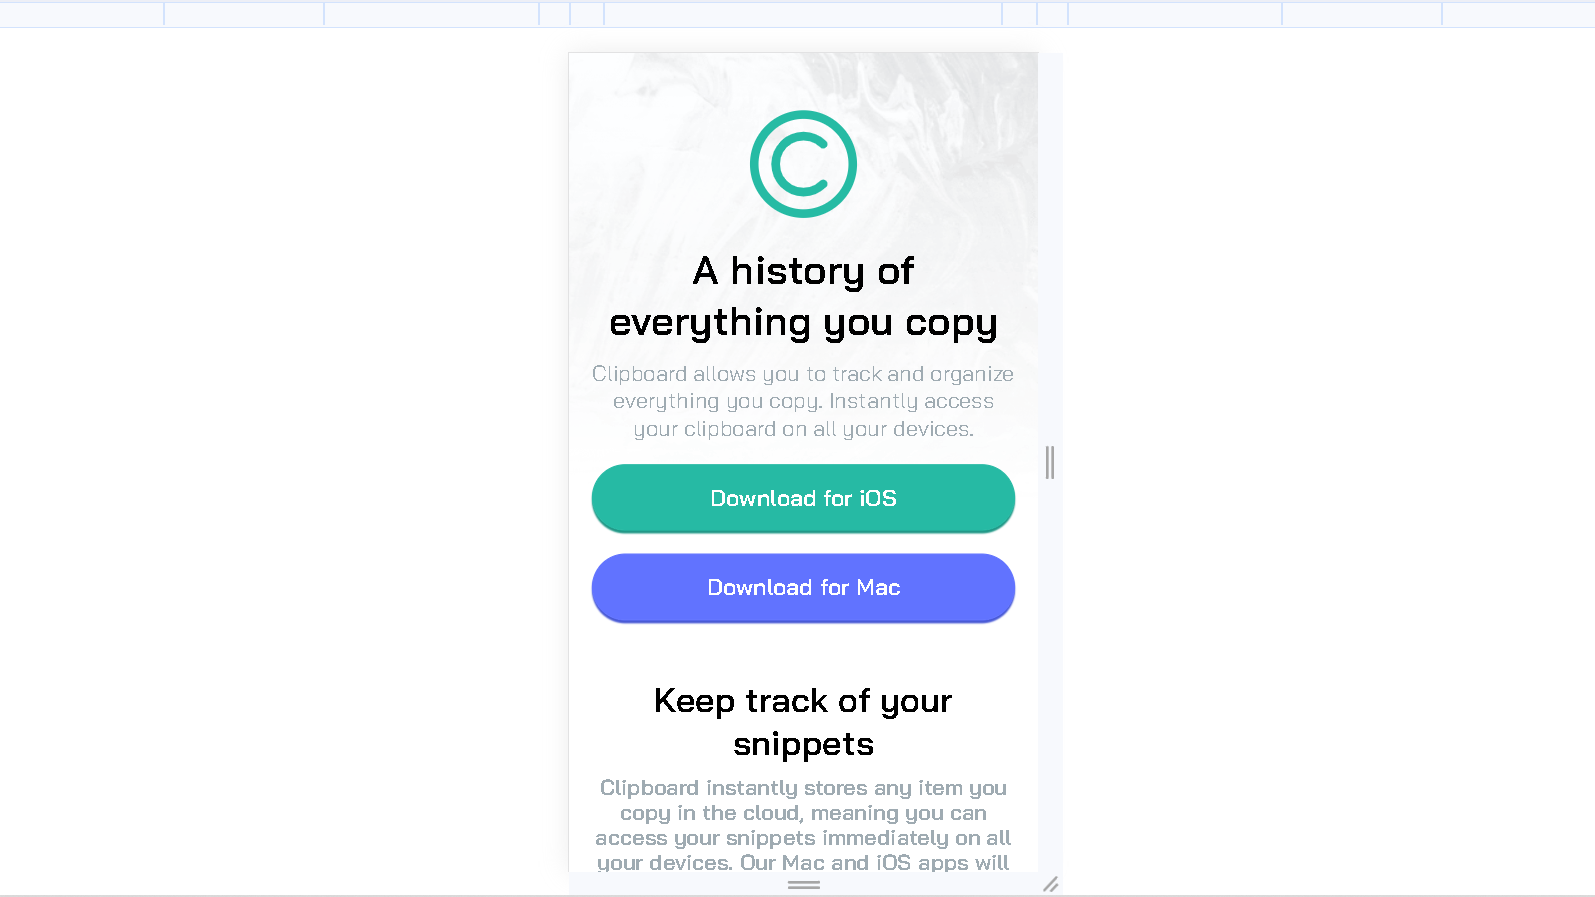 A history of
everything you copy
Clipboard allows you to track and organize
everything you copy. Instantly access
your clipboard on all your devices.
Download for iOS
Download for Mac
Keep track of your
snippets
Clipboard instantly stores any item you
copy in the cloud, meaning you can
access your snippets immediately on all
your devices. Our Mac and iOS apps will